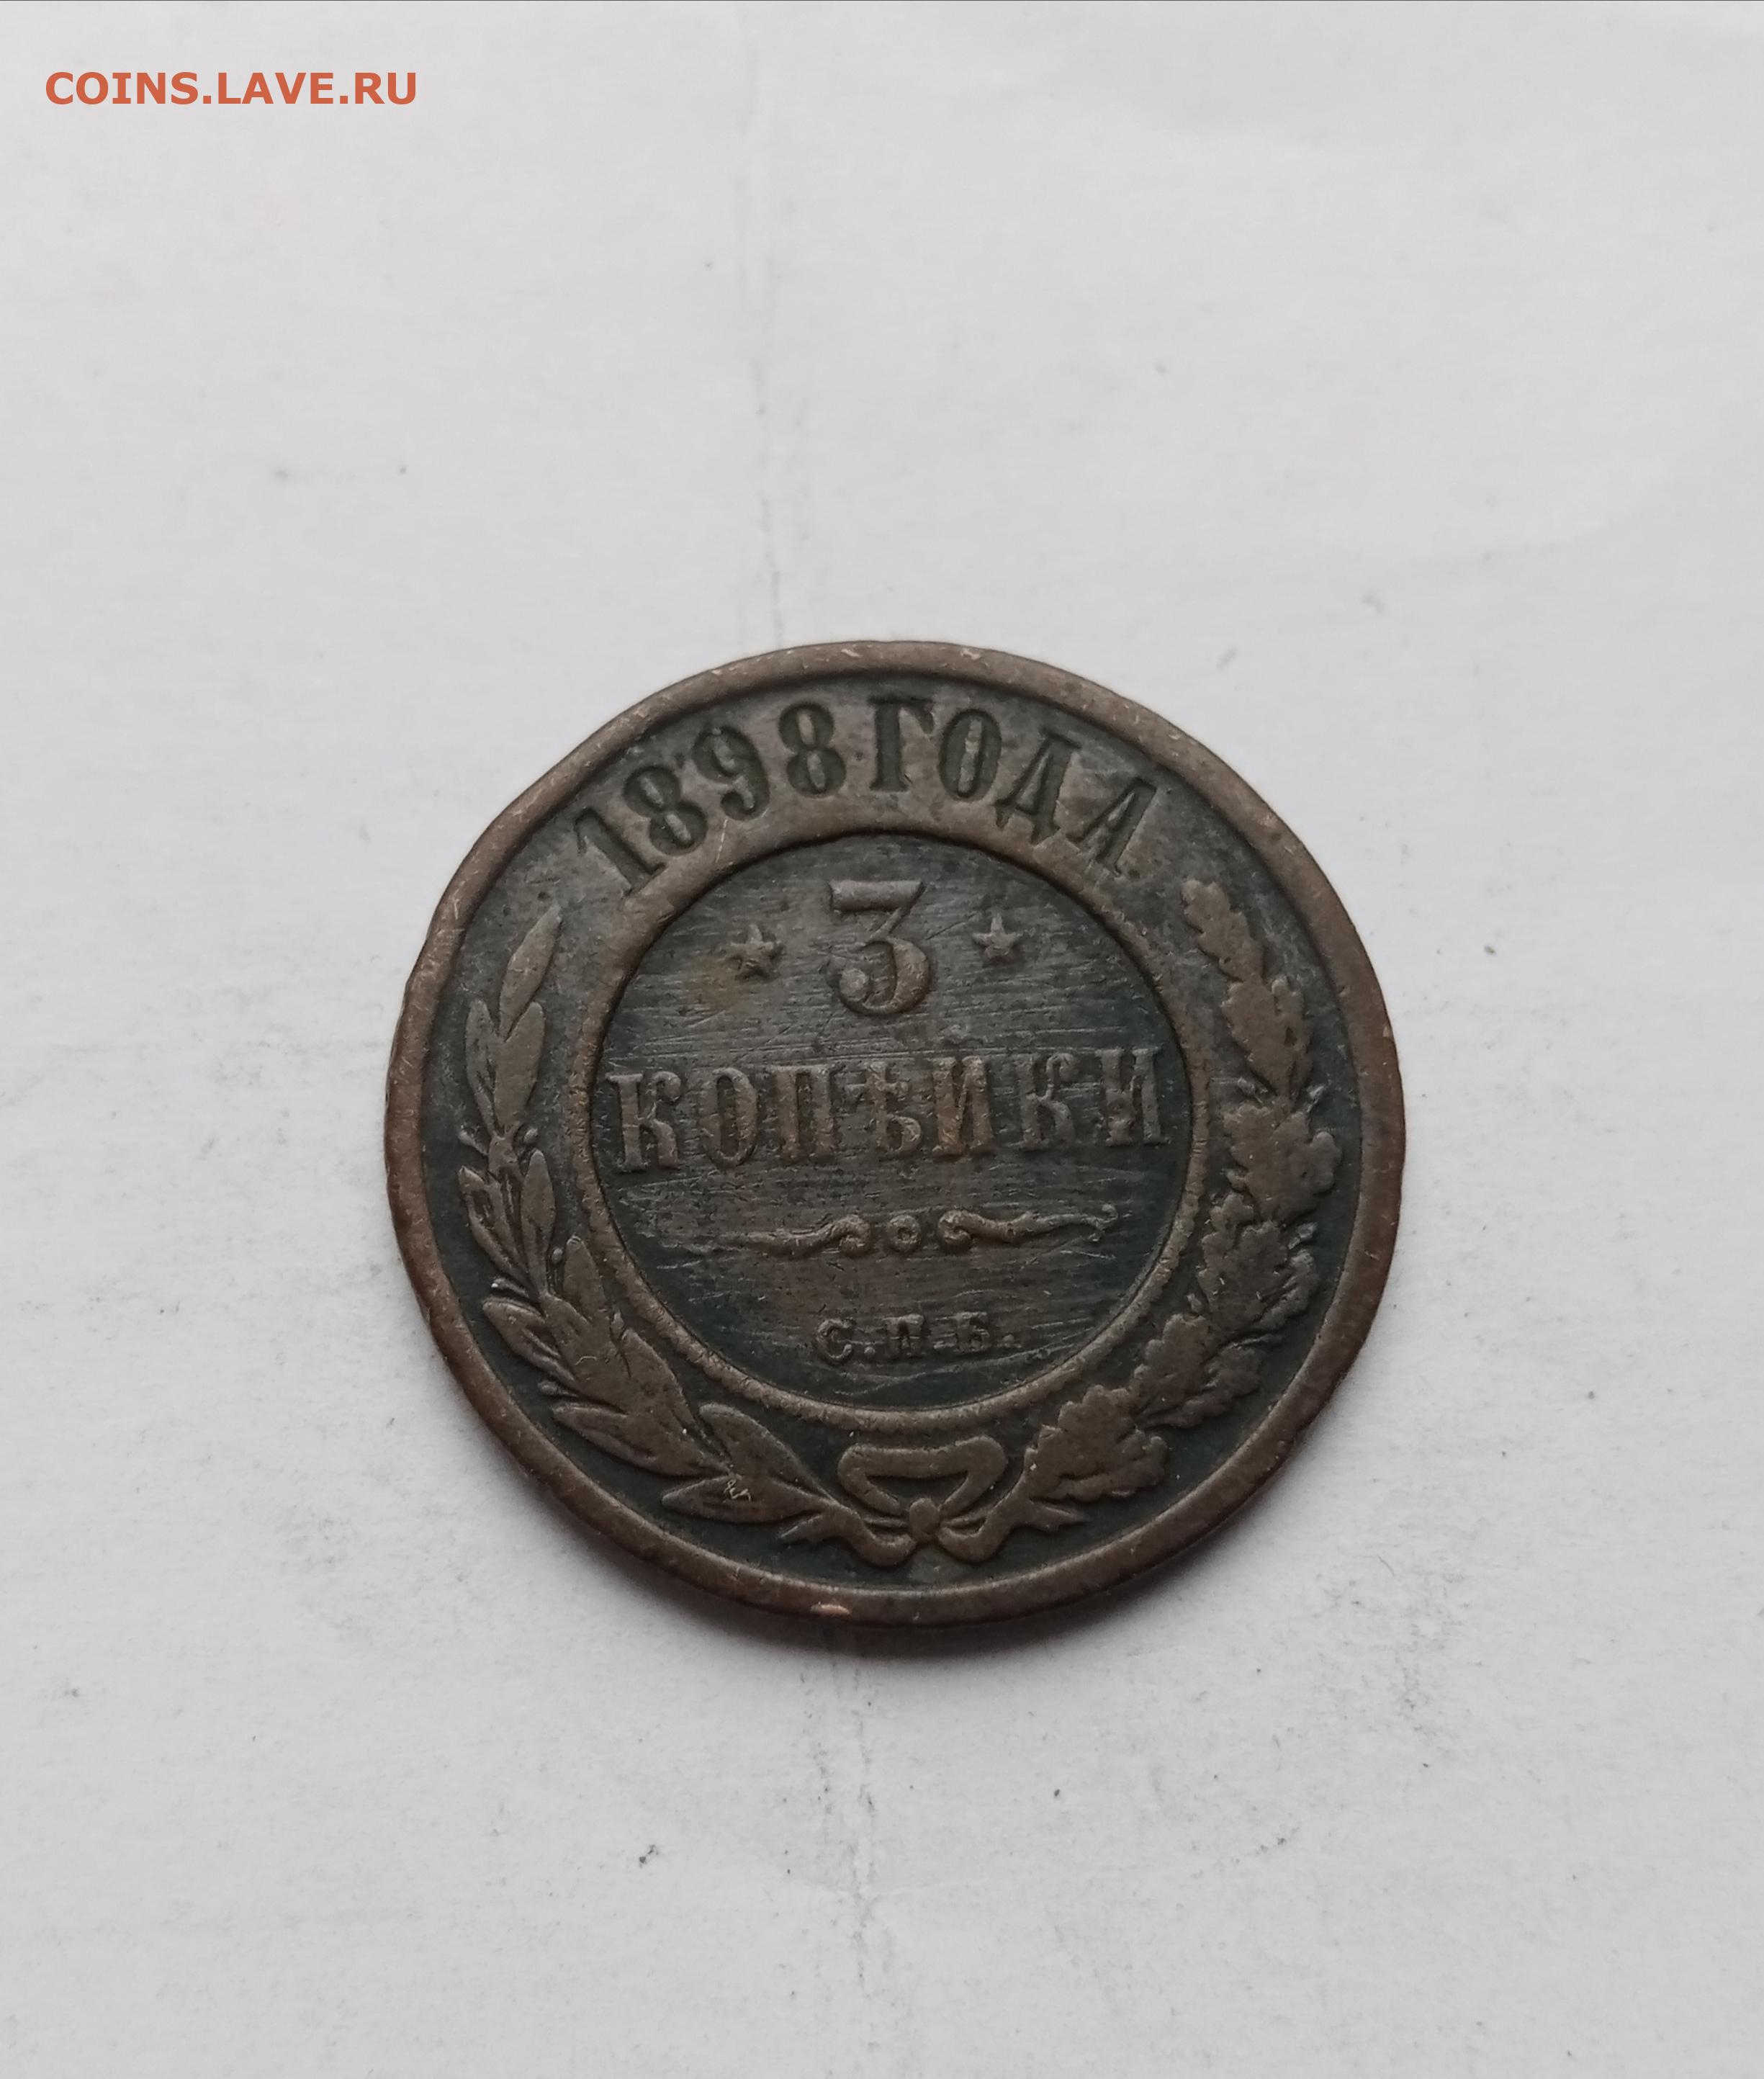 COINS.LAVE.RU
1898 ГОДА
3
КОПѢЙКИ
С.П.Б.